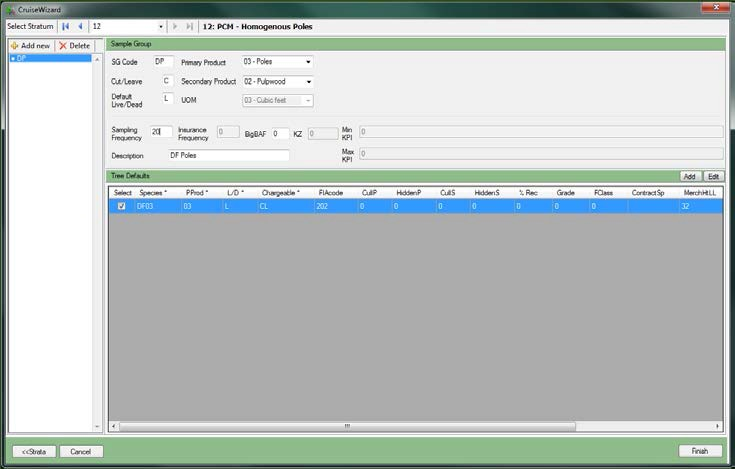 CruiseWizard
Select Stratum 12 12: PCM - Homogenous Poles
Add new Delete
DP
Sample Group
SG Code DP Primary Product 03 - Poles
Cut/Leave C Secondary Product 02 - Pulpwood
Default Live/Dead L UOM 03 - Cubic feet
Sampling Frequency 20 Insurance Frequency 0 BigBAF 0 KZ 0 Min KPI 0
Description DF Poles Max KPI 0
Tree Defaults Add Edit
Select Species * PProd * L/D * Chargeable * FIAcode CullP HiddenP CullS HiddenS % Rec Grade FClass ContractSp MerchHtLL
DF03 03 L CL 202 0 0 0 0 0 0 0 32
<<Strata Cancel Finish